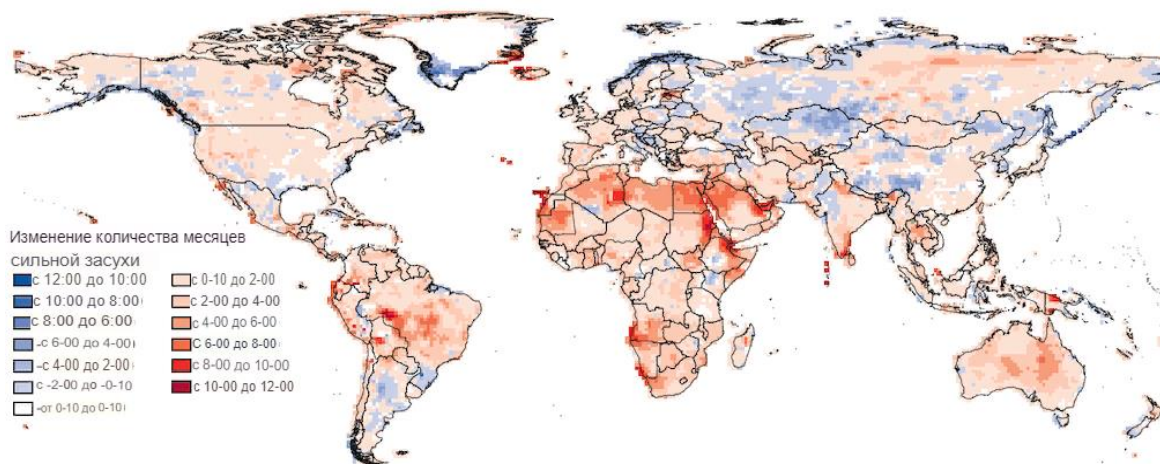 Изменение количества месяцев
сильной засухи
с 12:00 до 10:00
с 10:00 до 8:00
с 8:00 до 6:00
-с 6-00 до 4-00
-с 4-00 до 2-00
с -2-00 до -0-10
-от 0-10 до 0-10
с 0-10 до 2-00
с 2-00 до 4-00
с 4-00 до 6-00
С 6-00 до 8-00
с 8-00 до 10-00
с 10-00 до 12-00